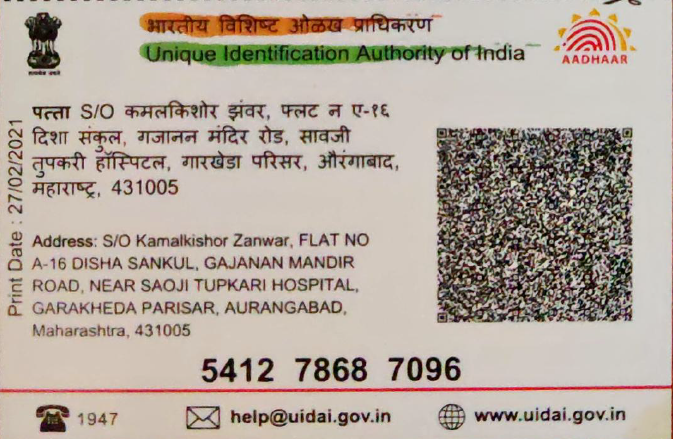 भारतीय विशिष्ट ओळख प्राधिकरण
Unique Identification Authority of India
AADHAAR
पत्ता S/O कमलकिशोर झंवर, फ्लट न ए-१६
दिशा संकुल, गजानन मंदिर रोड, सावजी
तुपकरी हॉस्पिटल, गारखेडा परिसर, औरंगाबाद,
महाराष्ट्र, 431005
Print Date : 27/02/2021
Address: S/O Kamalkishor Zanwar, FLAT NO
A-16 DISHA SANKUL, GAJANAN MANDIR
ROAD, NEAR SAOJI TUPKARI HOSPITAL,
GARAKHEDA PARISAR, AURANGABAD,
Maharashtra, 431005
5412 7868 7096
1947
help@uidai.gov.in
www.uidai.gov.in